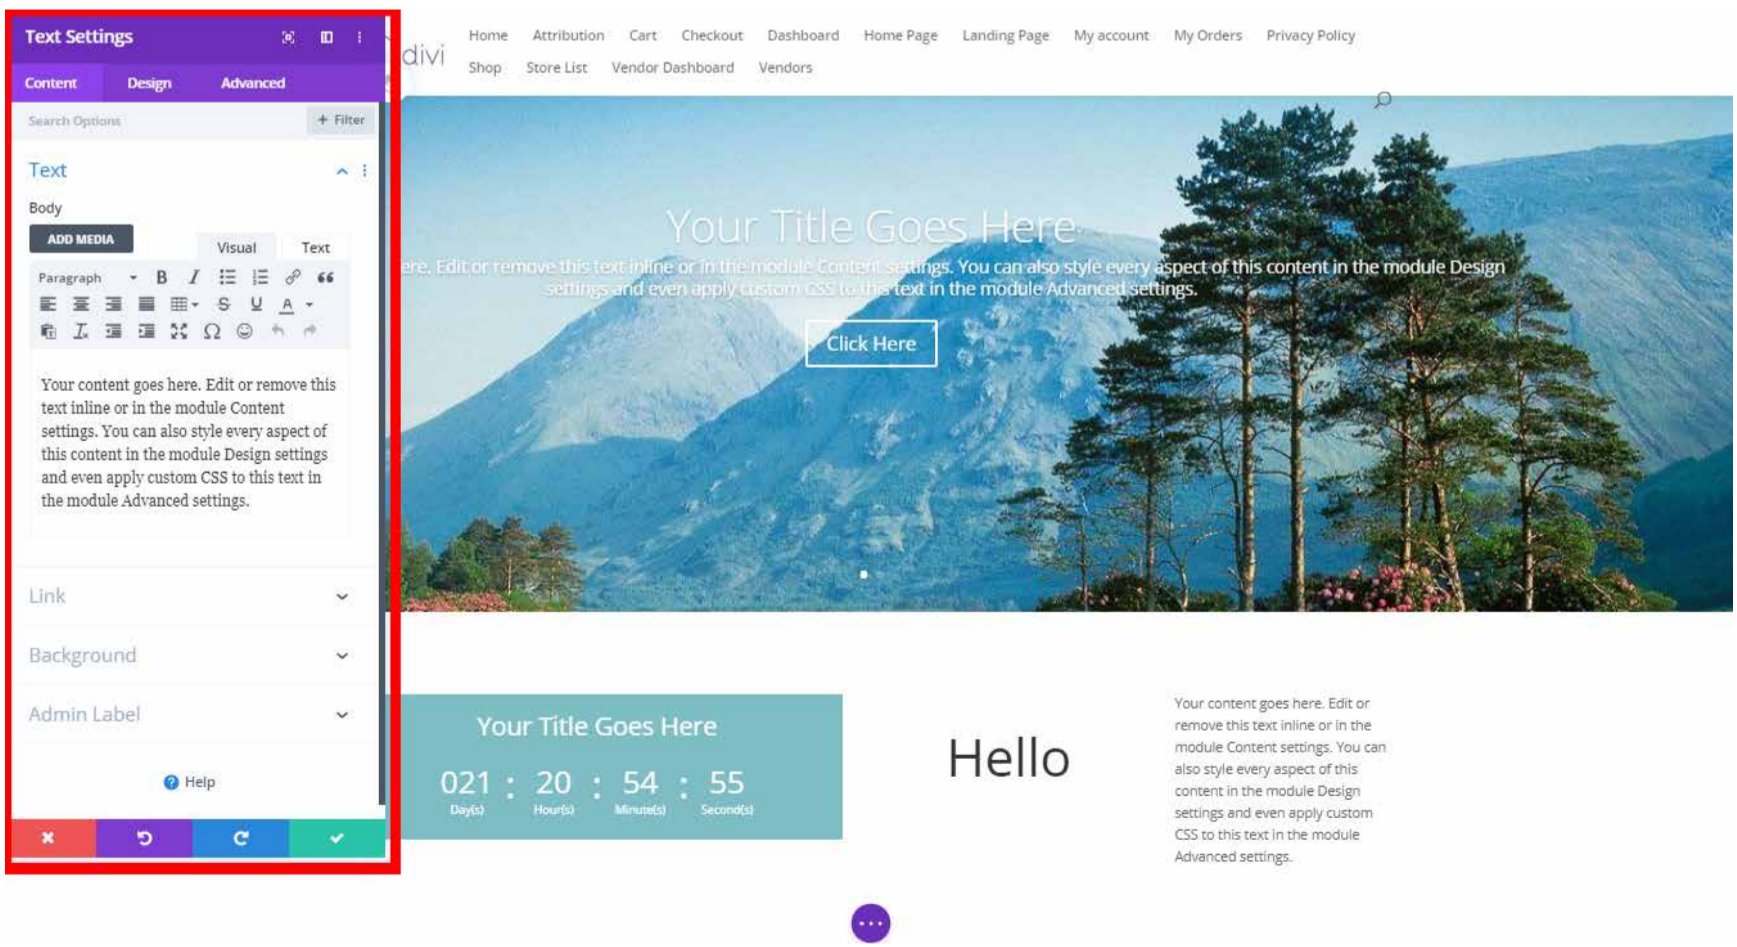 Text Settings
Content Design Advanced
Search Options + Filter
Text
Body
ADD MEDIA
Visual Text
Paragraph B I
S U A
Ω
Your content goes here. Edit or remove this
text inline or in the module Content
settings. You can also style every aspect of
this content in the module Design settings
and even apply custom CSS to this text in
the module Advanced settings.
Link
Background
Admin Label
? Help
divi
Home Attribution Cart Checkout Dashboard Home Page Landing Page My account My Orders Privacy Policy
Shop Store List Vendor Dashboard Vendors
Your Title Goes Here
ere. Edit or remove this text inline or in the module Content settings. You can also style every aspect of this content in the module Design
settings and even apply custom CSS to this text in the module Advanced settings.
Click Here
Your Title Goes Here
021 : 20 : 54 : 55
Day(s) Hour(s) Minute(s) Second(s)
Hello
Your content goes here. Edit or
remove this text inline or in the
module Content settings. You can
also style every aspect of this
content in the module Design
settings and even apply custom
CSS to this text in the module
Advanced settings.